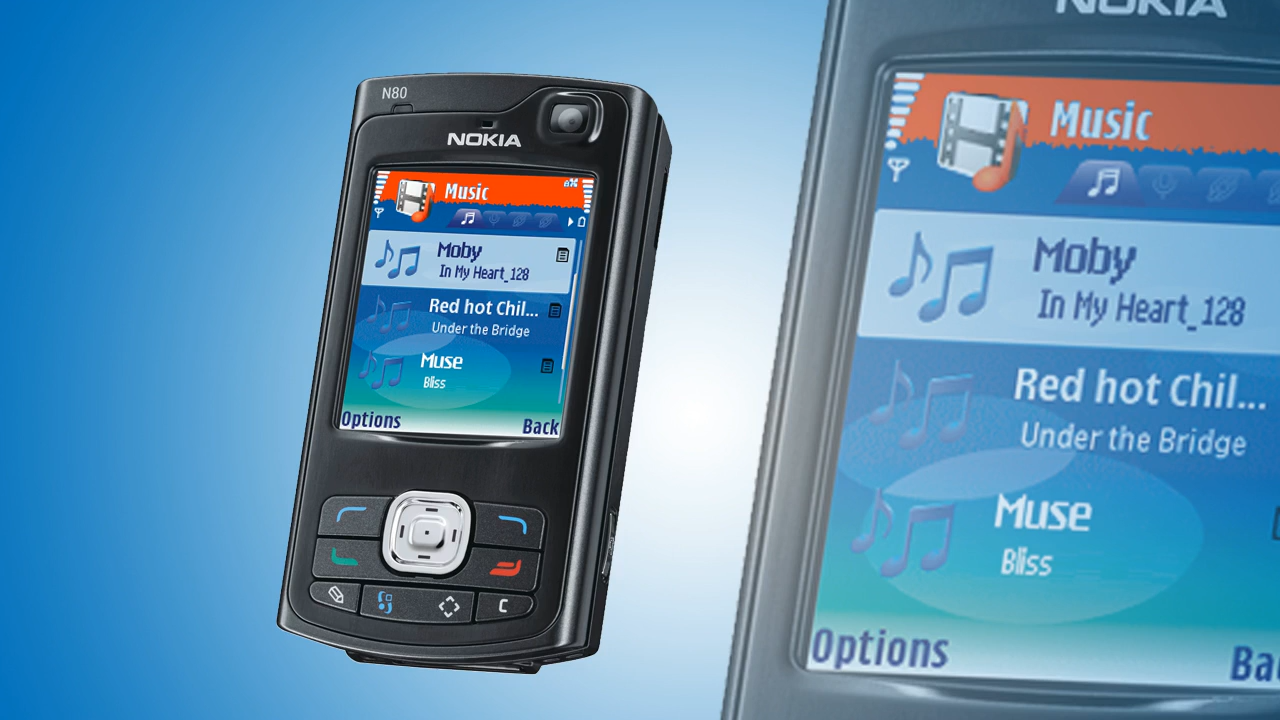 N80
NOKIA
Music
Moby
In My Heart_128
Red hot Chil...
Under the Bridge
Muse
Bliss
Options Back
C
NOKIA
Music
Moby
In My Heart_128
Red hot Chil...
Under the Bridge
Muse
Bliss
Options Ba